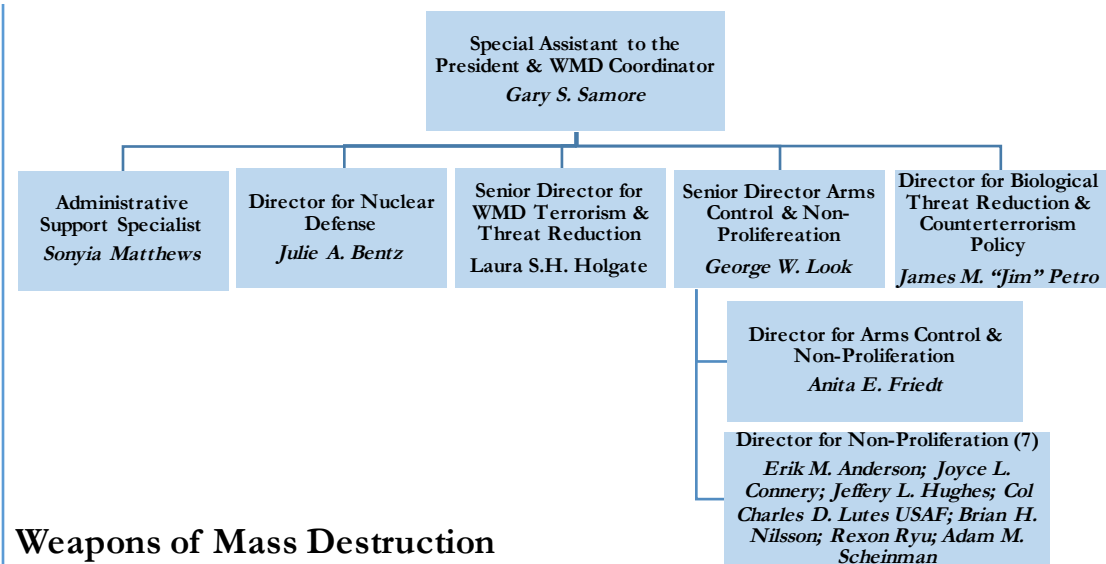 Special Assistant to the
President & WMD Coordinator
Gary S. Samore
Administrative
Support Specialist
Sonyia Matthews
Director for Nuclear
Defense
Julie A. Bentz
Senior Director for
WMD Terrorism &
Threat Reduction
Laura S.H. Holgate
Senior Director Arms
Control & Non-
Prolifereation
George W. Look
Director for Biological
Threat Reduction &
Counterterrorism
Policy
James M. “Jim” Petro
Director for Arms Control &
Non-Proliferation
Anita E. Friedt
Director for Non-Proliferation (7)
Erik M. Anderson; Joyce L.
Connery; Jeffery L. Hughes; Col
Charles D. Lutes USAF; Brian H.
Nilsson; Rexon Ryu; Adam M.
Scheinman
Weapons of Mass Destruction